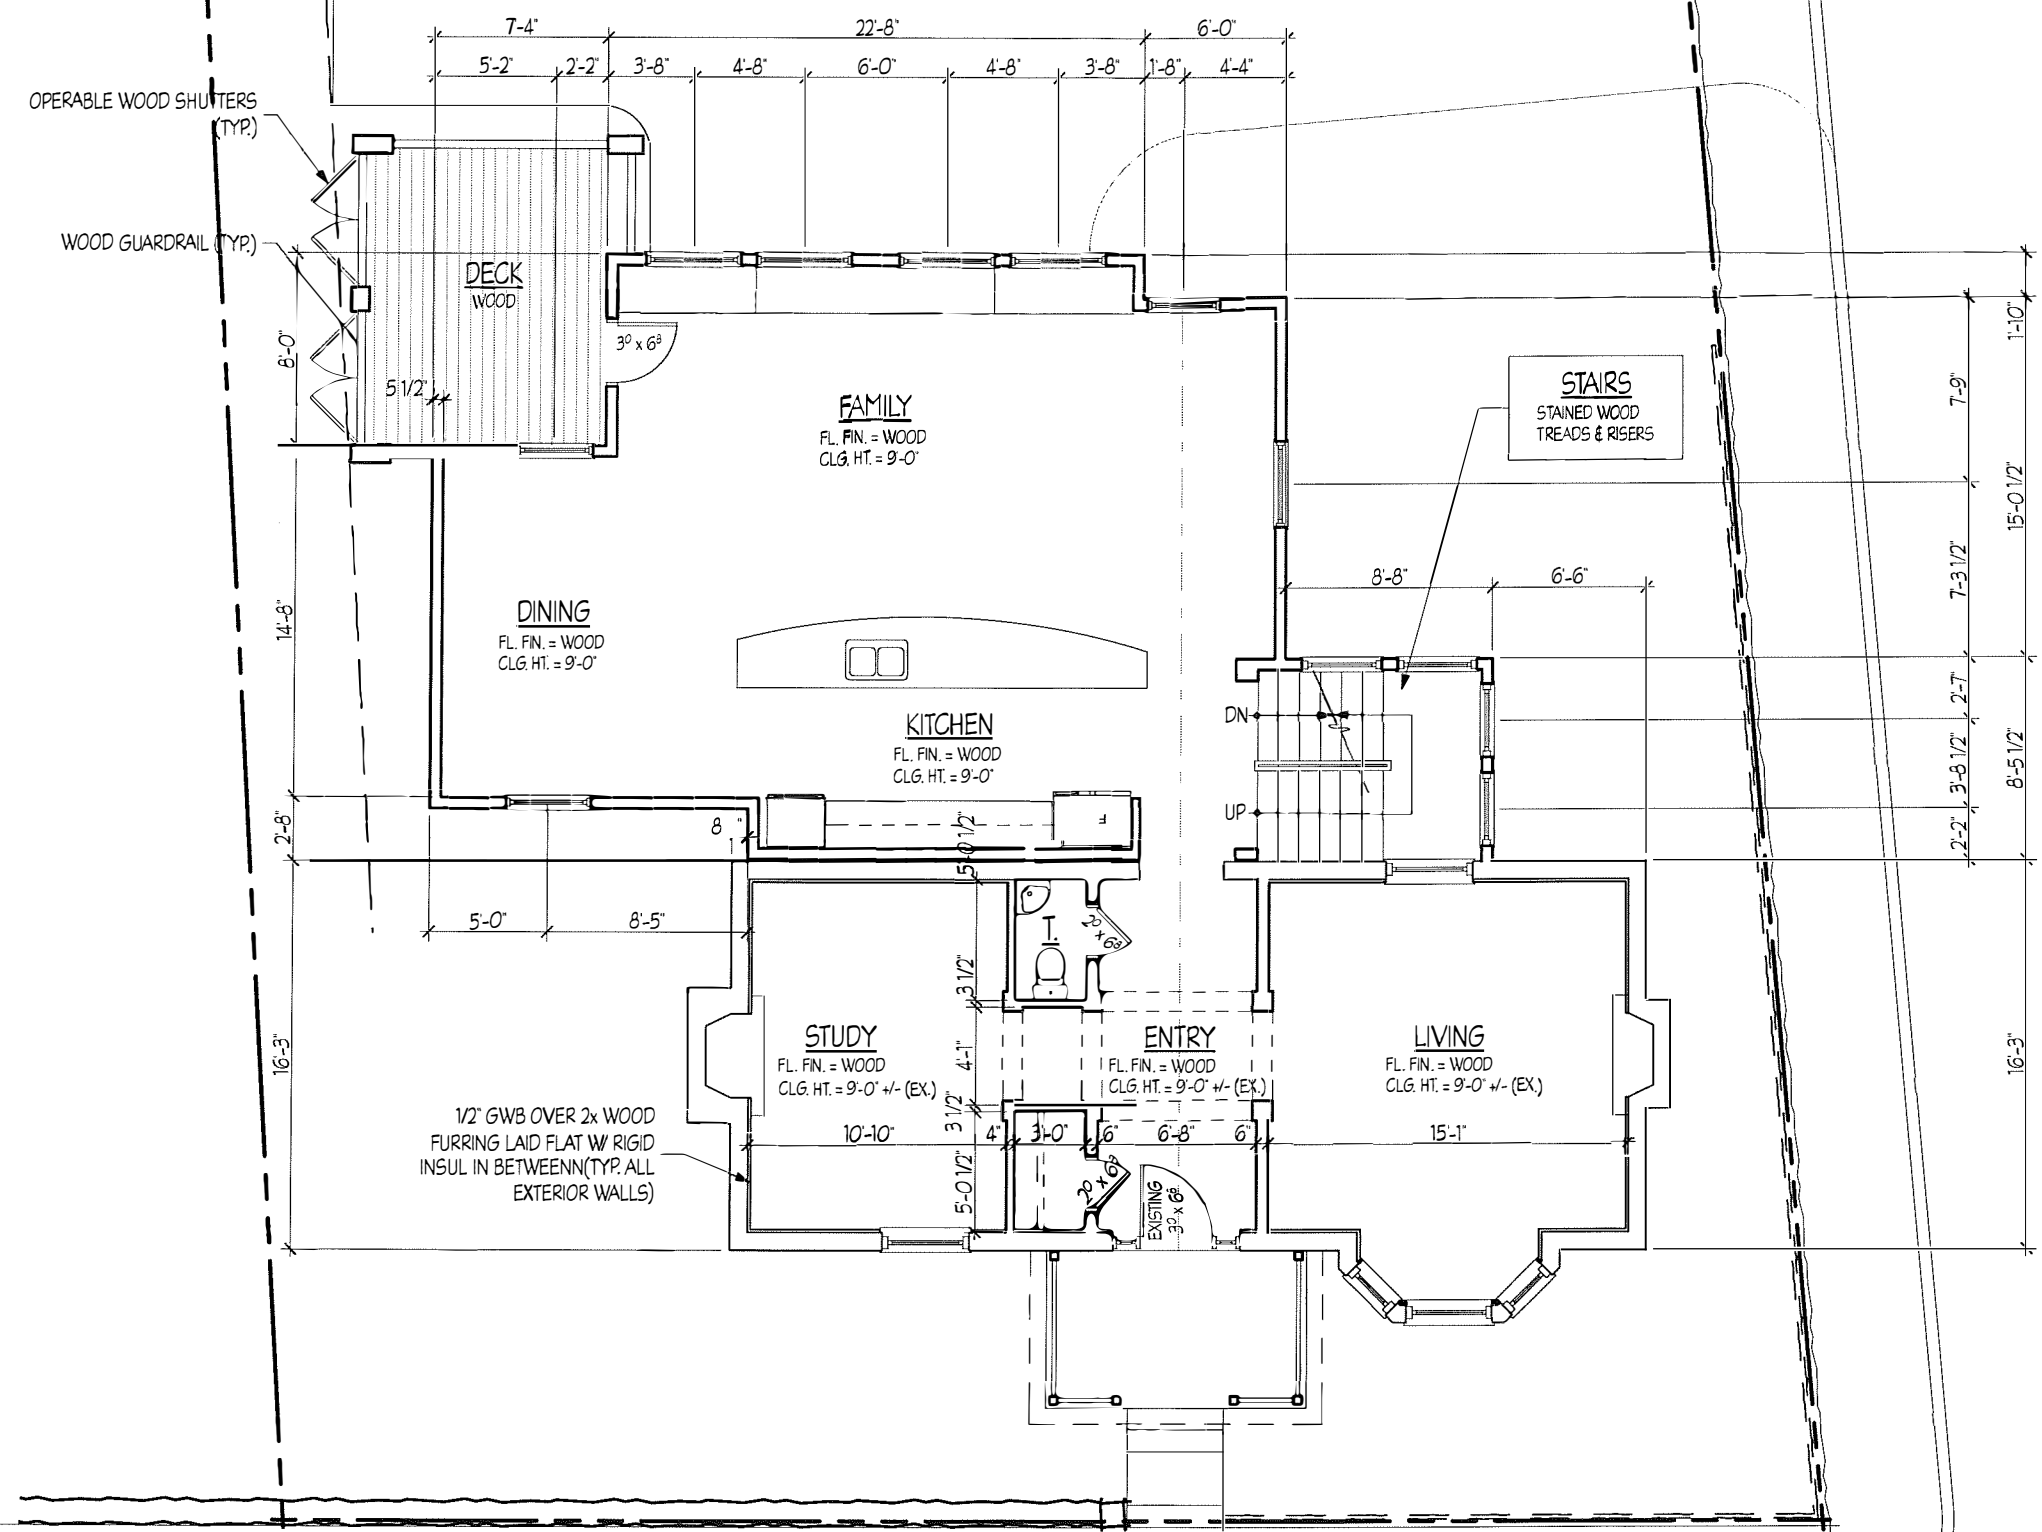 7'-4"
22'-8"
6'-0"
5'-2"
2'-2"
3'-8"
4'-8"
6'-0"
4'-8"
3'-8"
1'-8"
4'-4"
OPERABLE WOOD SHUTTERS
(TYP.)
WOOD GUARDRAIL (TYP.)
DECK
WOOD
8'-0"
5 1/2"
3⁰ x 6⁸
1'-10"
STAIRS
STAINED WOOD
TREADS & RISERS
FAMILY
FL. FIN. = WOOD
CLG. HT. = 9'-0"
7'-9"
15'-0 1/2"
7'-3 1/2"
8'-8"
6'-6"
14'-8"
DINING
FL. FIN. = WOOD
CLG. HT. = 9'-0"
KITCHEN
FL. FIN. = WOOD
CLG. HT. = 9'-0"
DN
UP
2'-7"
3'-8 1/2"
8'-5 1/2"
2'-2"
2'-8"
8 "
F
5'-0 1/2"
5'-0"
8'-5"
T.
2⁰ x 6⁸
3 1/2"
16'-3"
STUDY
FL. FIN. = WOOD
CLG. HT. = 9'-0" +/- (EX.)
4'-1"
ENTRY
FL. FIN. = WOOD
CLG. HT. = 9'-0" +/- (EX.)
LIVING
FL. FIN. = WOOD
CLG. HT. = 9'-0" +/- (EX.)
16'-3"
1/2" GWB OVER 2x WOOD
FURRING LAID FLAT W/ RIGID
INSUL IN BETWEENN(TYP. ALL
EXTERIOR WALLS)
3 1/2"
10'-10"
4"
3'-0"
6"
6'-8"
6"
15'-1"
5'-0 1/2"
2⁰ x 6⁸
EXISTING
3⁰ x 6⁸